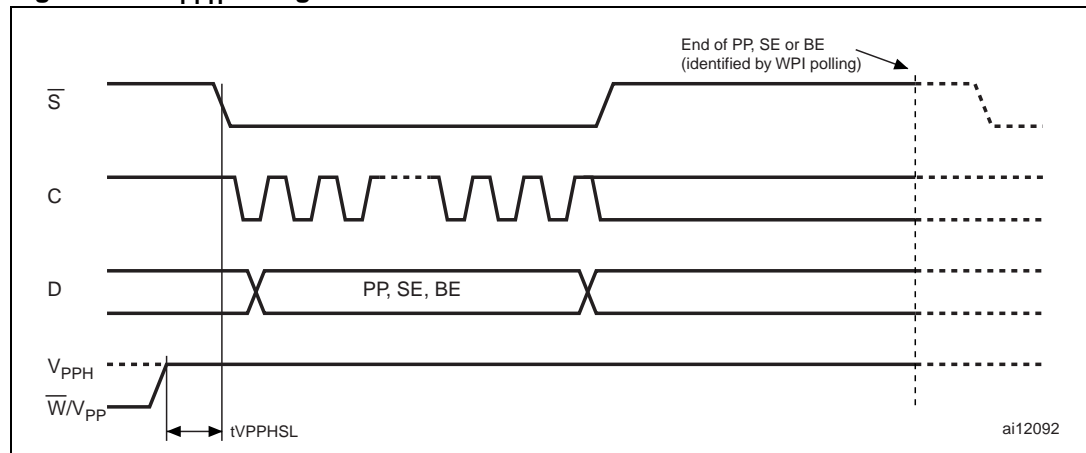 End of PP, SE or BE
(identified by WPI polling)
S̅
C
D
PP, SE, BE
VPPH
W̅/VPP
tVPPHSL
ai12092